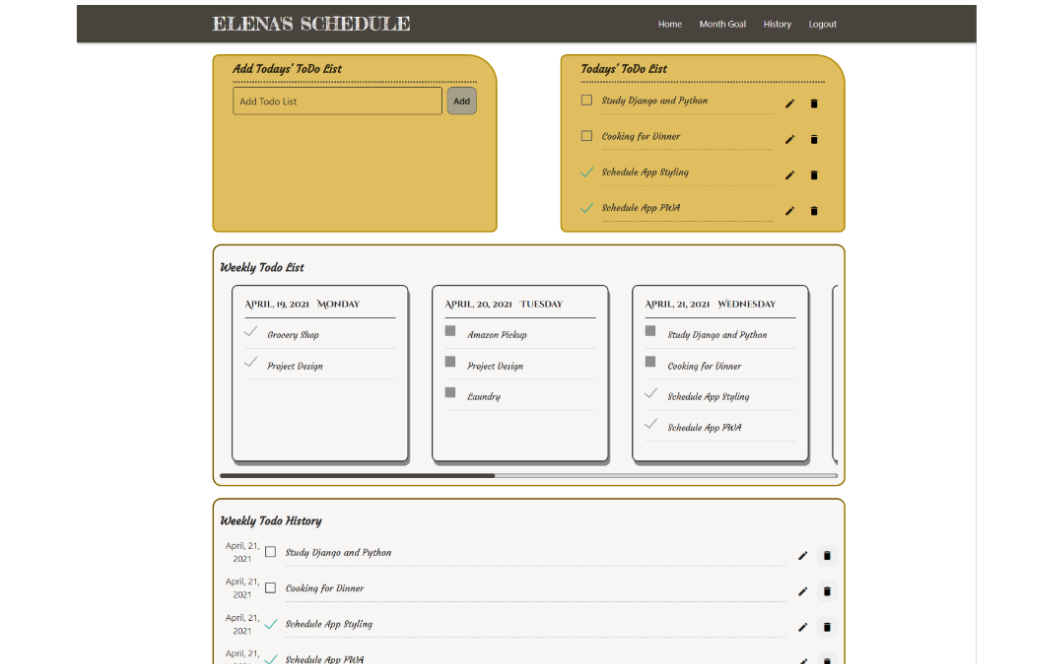 ELENA'S SCHEDULE
Home Month Goal History Logout
Add Todays' ToDo List
Add Todo List
Add
Todays' ToDo List
Study Django and Python
Cooking for Dinner
Schedule App Styling
Schedule App PWA
Weekly Todo List
April, 19, 2021 Monday
Grocery Shop
Project Design
April, 20, 2021 Tuesday
Amazon Pickup
Project Design
Laundry
April, 21, 2021 Wednesday
Study Django and Python
Cooking for Dinner
Schedule App Styling
Schedule App PWA
Weekly Todo History
April, 21,
2021
Study Django and Python
April, 21,
2021
Cooking for Dinner
April, 21,
2021
Schedule App Styling
April, 21,
2021
Schedule App PWA